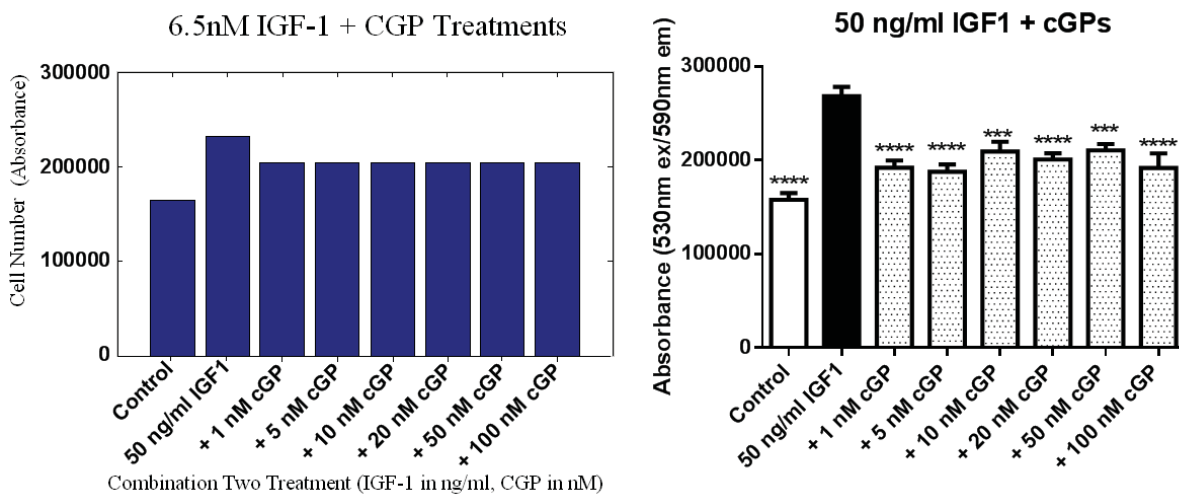 6.5nM IGF-1 + CGP Treatments
Cell Number (Absorbance)
300000
200000
100000
0
Control
50 ng/ml IGF1
+ 1 nM cGP
+ 5 nM cGP
+ 10 nM cGP
+ 20 nM cGP
+ 50 nM cGP
+ 100 nM cGP
Combination Two Treatment (IGF-1 in ng/ml, CGP in nM)
50 ng/ml IGF1 + cGPs
Absorbance (530nm ex/590nm em)
300000
200000
100000
0
****
****
****
***
****
***
****
Control
50 ng/ml IGF1
+ 1 nM cGP
+ 5 nM cGP
+ 10 nM cGP
+ 20 nM cGP
+ 50 nM cGP
+ 100 nM cGP